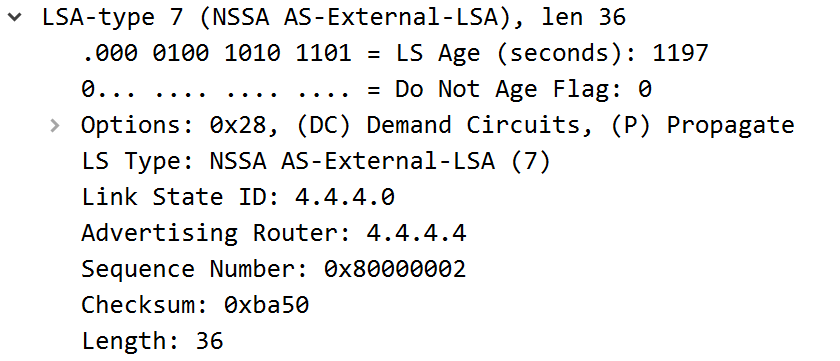 LSA-type 7 (NSSA AS-External-LSA), len 36
.000 0100 1010 1101 = LS Age (seconds): 1197
0... .... .... .... = Do Not Age Flag: 0
Options: 0x28, (DC) Demand Circuits, (P) Propagate
LS Type: NSSA AS-External-LSA (7)
Link State ID: 4.4.4.0
Advertising Router: 4.4.4.4
Sequence Number: 0x80000002
Checksum: 0xba50
Length: 36